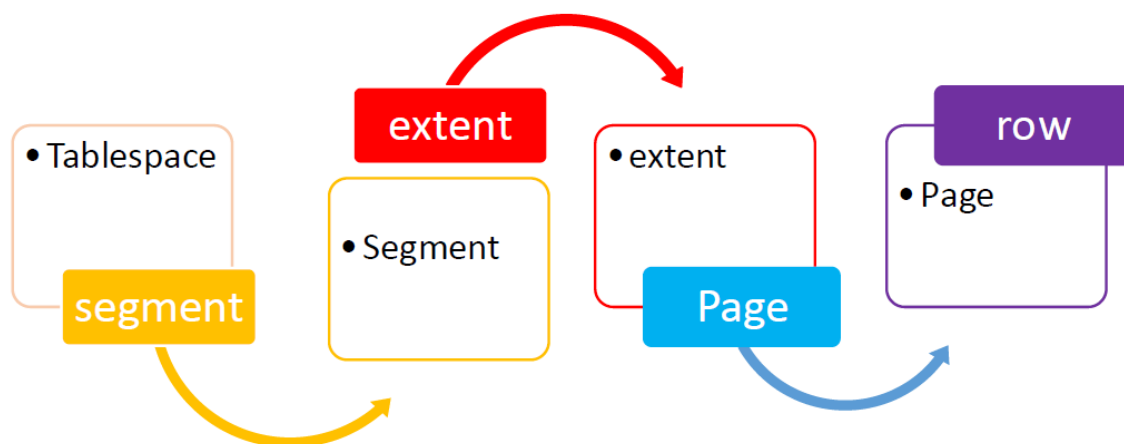 • Tablespace
segment
extent
• Segment
• extent
Page
row
• Page